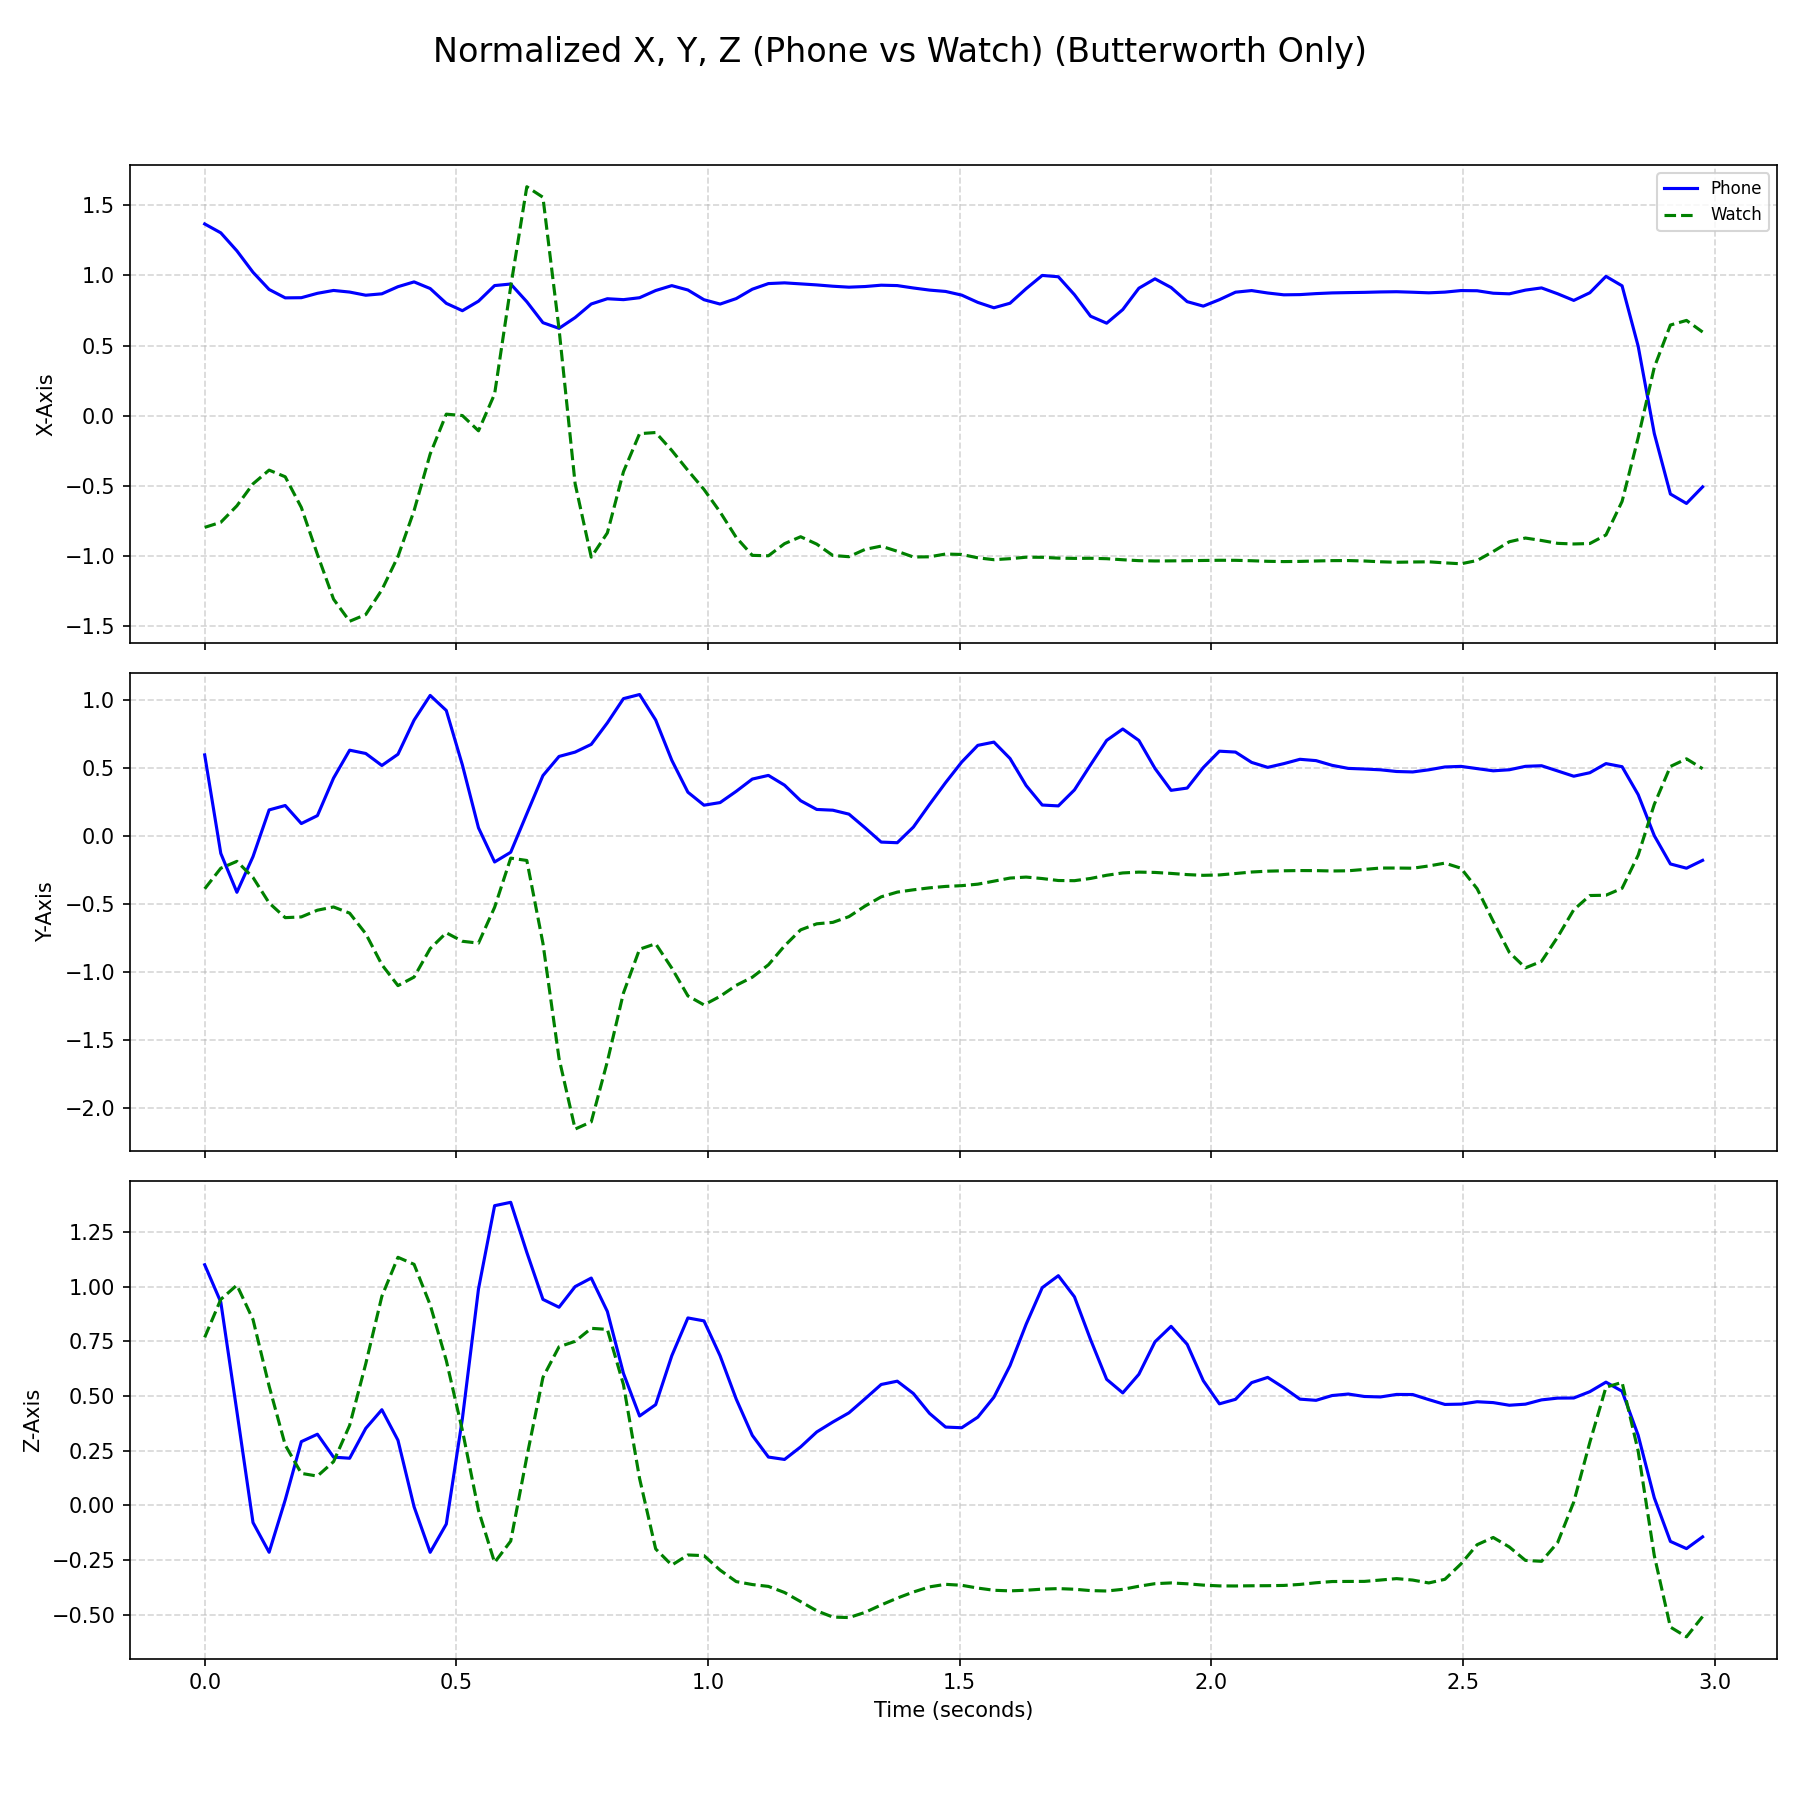 Normalized X, Y, Z (Phone vs Watch) (Butterworth Only)
Phone
Watch
X-Axis
1.5
1.0
0.5
0.0
−0.5
−1.0
−1.5
Y-Axis
1.0
0.5
0.0
−0.5
−1.0
−1.5
−2.0
Z-Axis
1.25
1.00
0.75
0.50
0.25
0.00
−0.25
−0.50
0.0 0.5 1.0 1.5 2.0 2.5 3.0
Time (seconds)